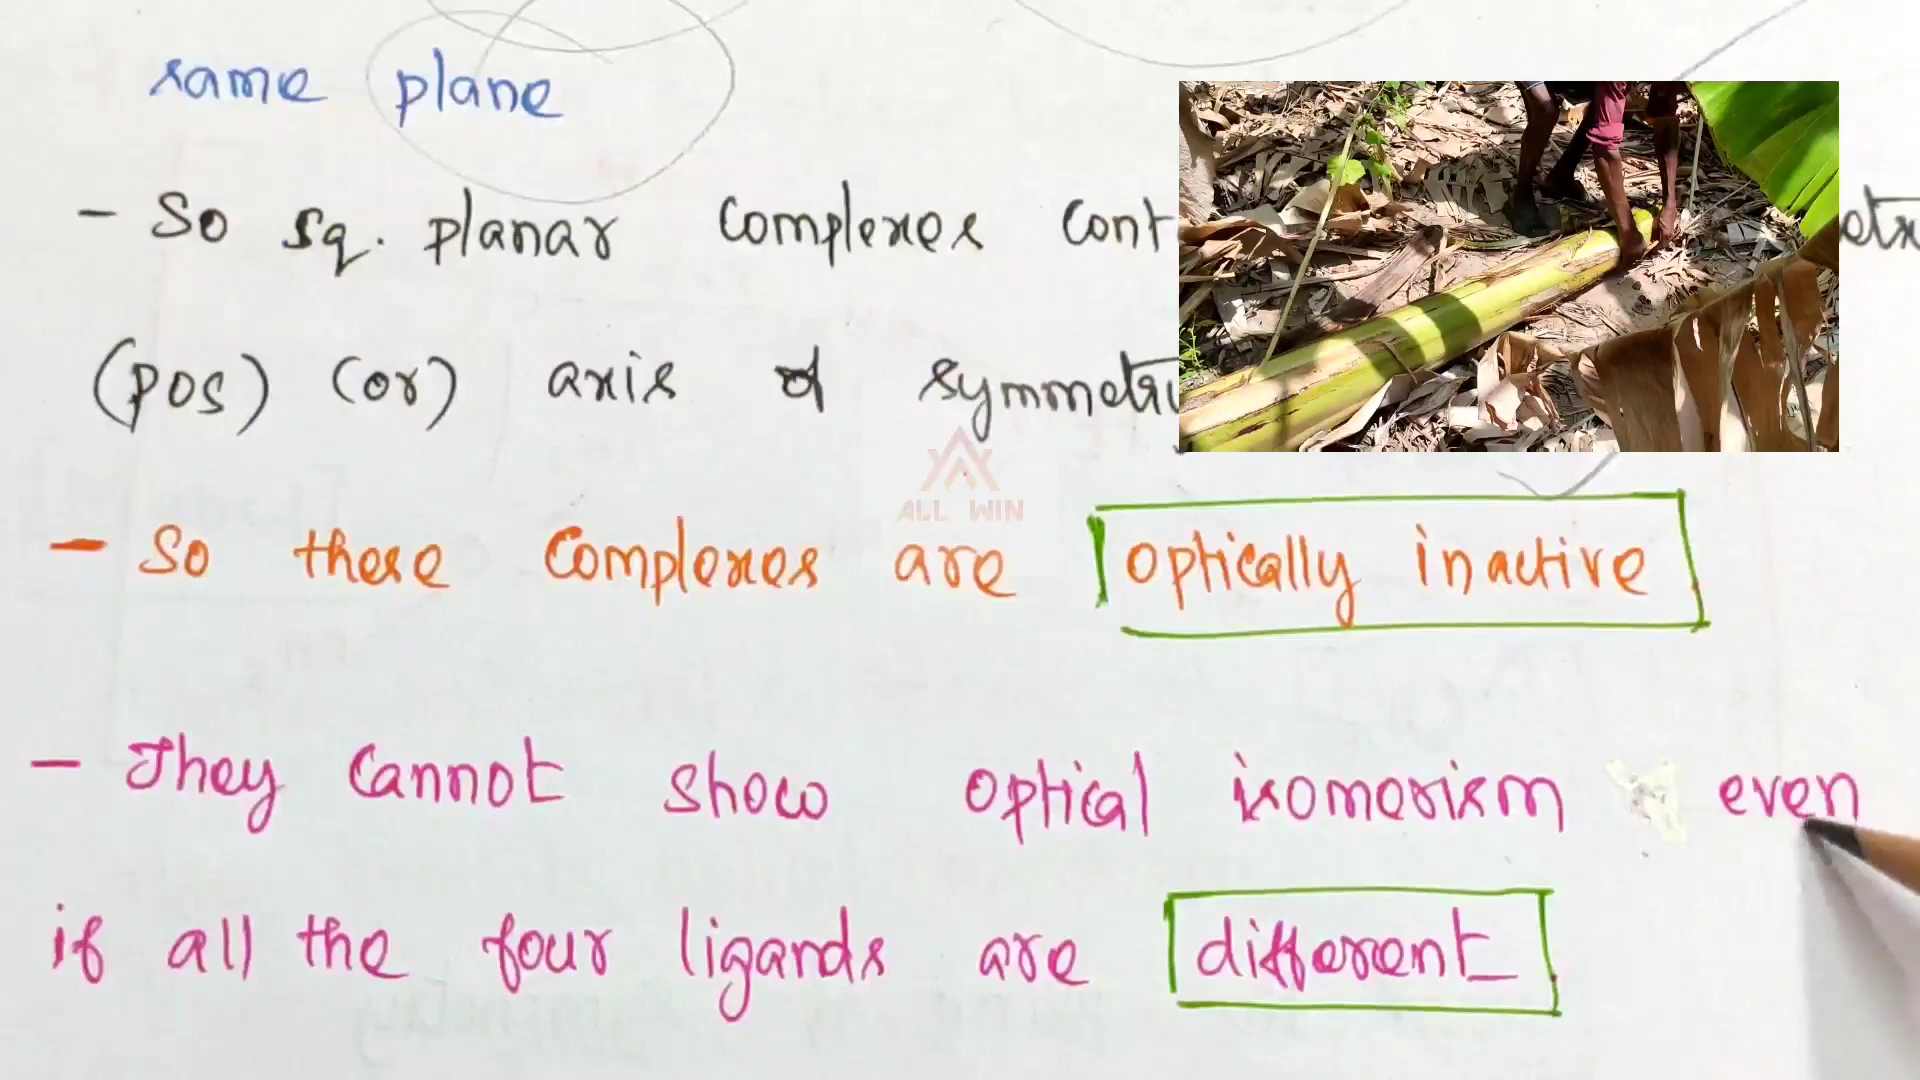 same plane
- So sq. planar complexes cont
(POS) (or) axis of symmetry
ALL WIN
- So these complexes are optically inactive
- They cannot show optical isomerism even
if all the four ligands are different